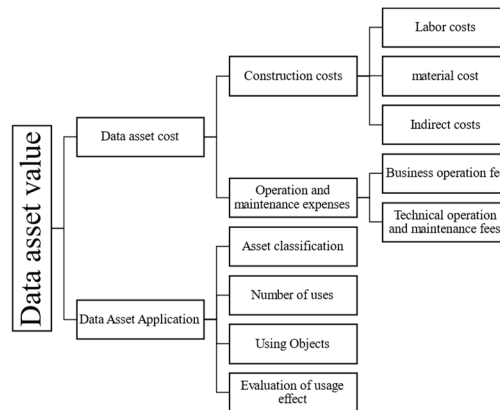 Data asset value
Data asset cost
Data Asset Application
Construction costs
Operation and
maintenance expenses
Asset classification
Number of uses
Using Objects
Evaluation of usage
effect
Labor costs
material cost
Indirect costs
Business operation fe
Technical operation
and maintenance fees